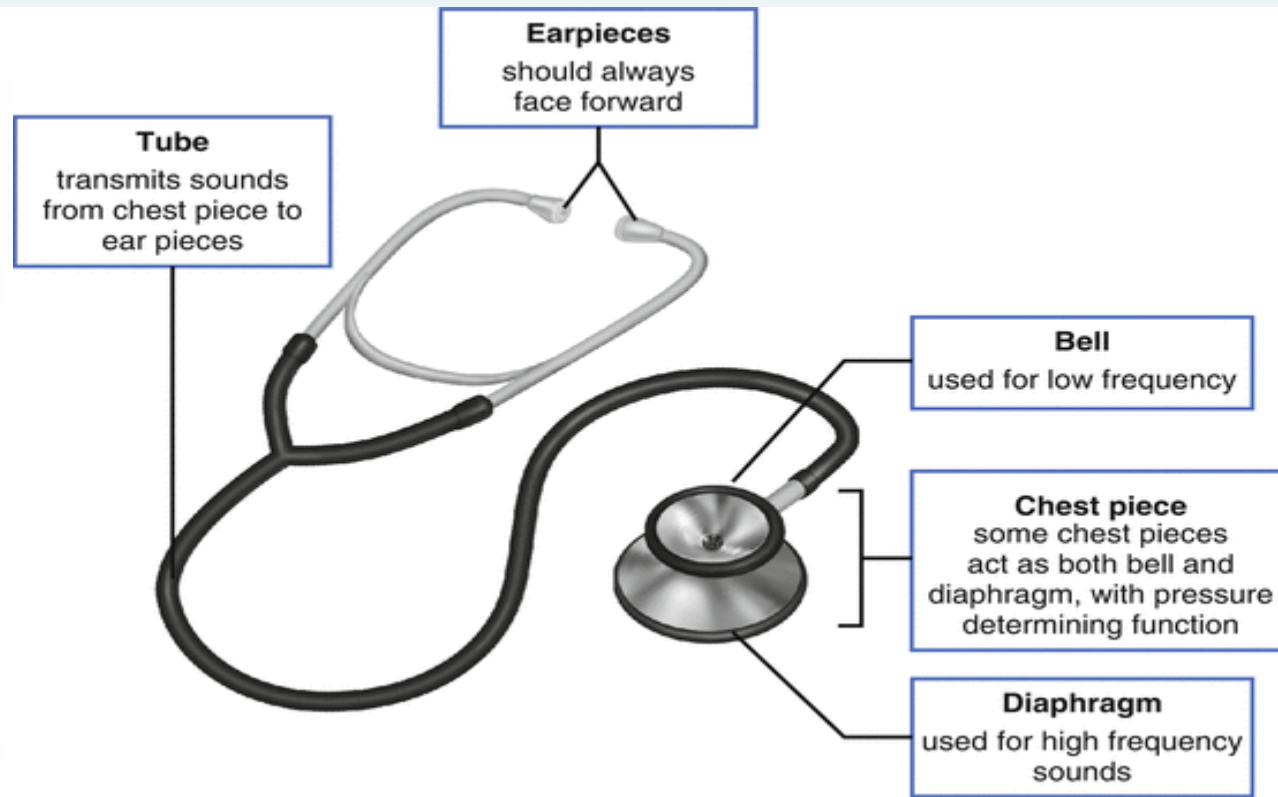 Earpieces
should always
face forward
Tube
transmits sounds
from chest piece to
ear pieces
Bell
used for low frequency
Chest piece
some chest pieces
act as both bell and
diaphragm, with pressure
determining function
Diaphragm
used for high frequency
sounds